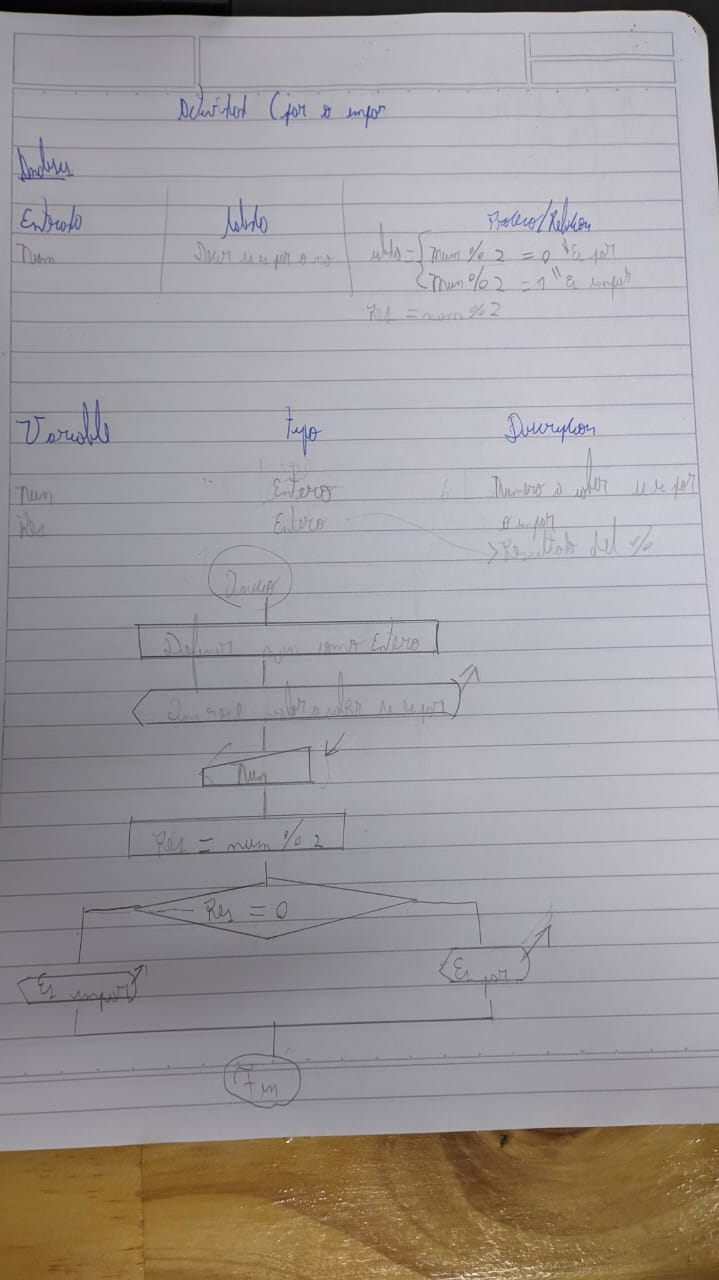 Actividad (par o impar
Analisis
Entrada Salida Proceso/Relacion
Num Decir si es par o no salida = { num % 2 = 0 "Es par
{ num % 2 = 1 "Es impar
Res = num % 2
Variable Tipo Descripcion
Num Entero Numero a saber si es par
Res Entero o impar
> Resultado del %
Inicio
Definir num como Entero
valor a saber si es par
Num
Res = num % 2
Res = 0
Es impar Es par
Fin